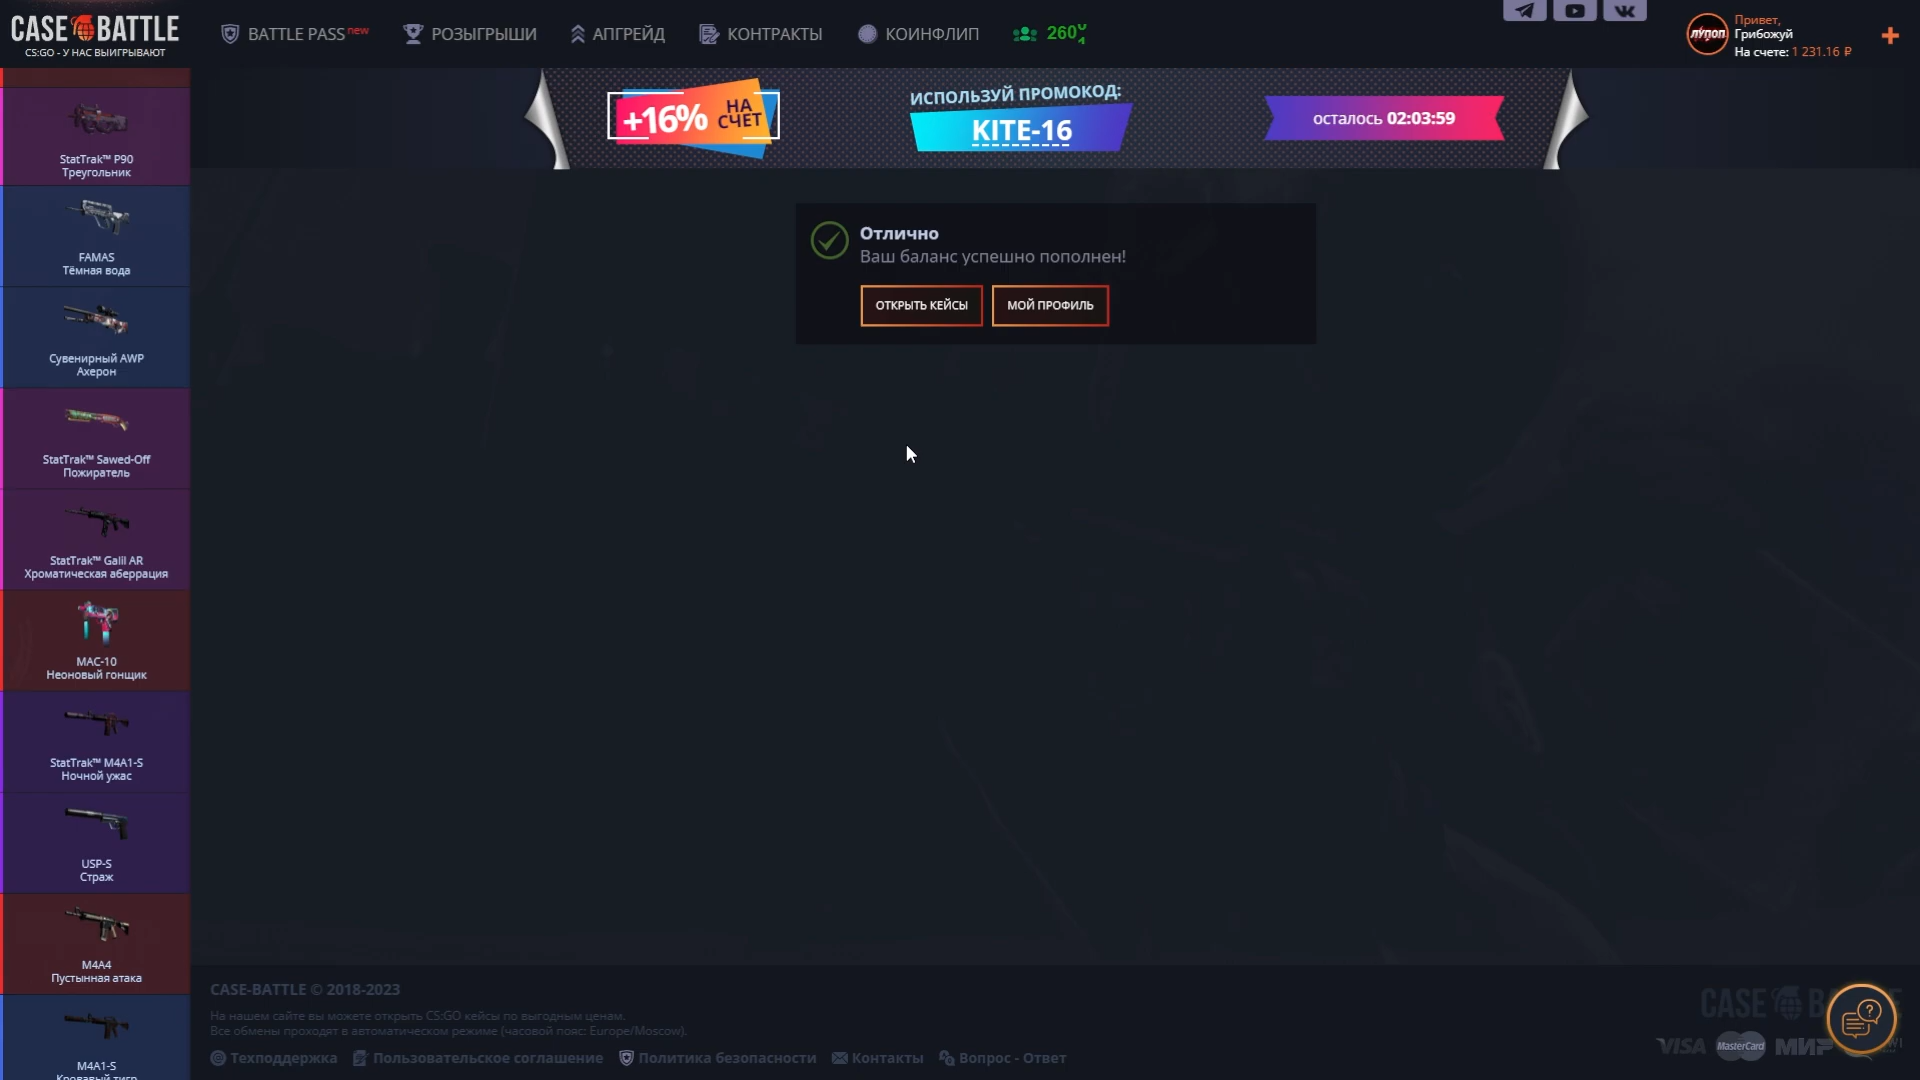 CASE BATTLE
CS:GO - У НАС ВЫИГРЫВАЮТ
BATTLE PASS new
РОЗЫГРЫШИ
АПГРЕЙД
КОНТРАКТЫ
КОИНФЛИП
260
Привет,
Грибожуй
На счете: 1 231.16 ₽
+16% НА СЧЕТ
ИСПОЛЬЗУЙ ПРОМОКОД:
KITE-16
осталось 02:03:59
StatTrak™ P90
Треугольник
FAMAS
Тёмная вода
Сувенирный AWP
Ахерон
StatTrak™ Sawed-Off
Пожиратель
StatTrak™ Galil AR
Хроматическая аберрация
MAC-10
Неоновый гонщик
StatTrak™ M4A1-S
Ночной ужас
USP-S
Страж
M4A4
Пустынная атака
M4A1-S
Кровавый тигр
Отлично
Ваш баланс успешно пополнен!
ОТКРЫТЬ КЕЙСЫ
МОЙ ПРОФИЛЬ
CASE-BATTLE © 2018-2023
На нашем сайте вы можете открыть CS:GO кейсы по выгодным ценам.
Все обмены проходят в автоматическом режиме (часовой пояс: Europe/Moscow).
Техподдержка
Пользовательское соглашение
Политика безопасности
Контакты
Вопрос - Ответ
CASE
VISA
MasterCard
МИР